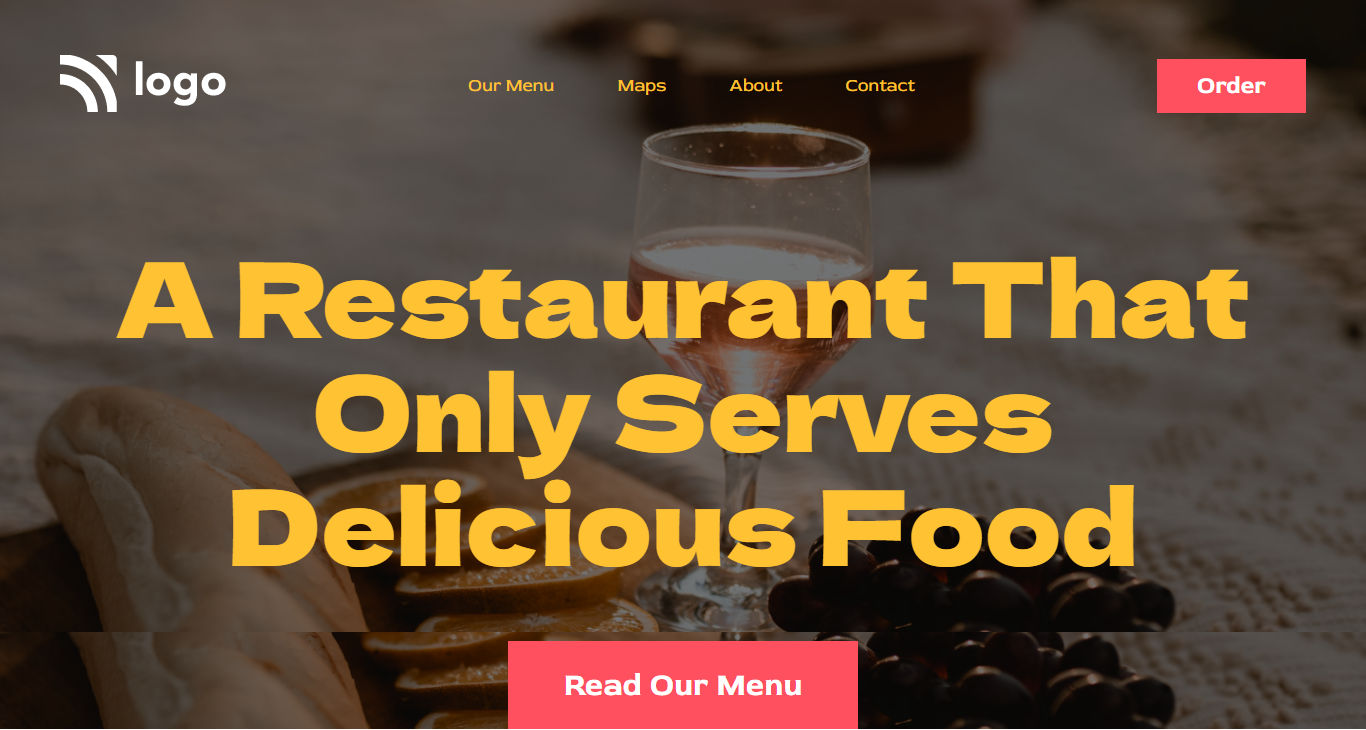 logo
Our Menu Maps About Contact
Order
A Restaurant That
Only Serves
Delicious Food
Read Our Menu